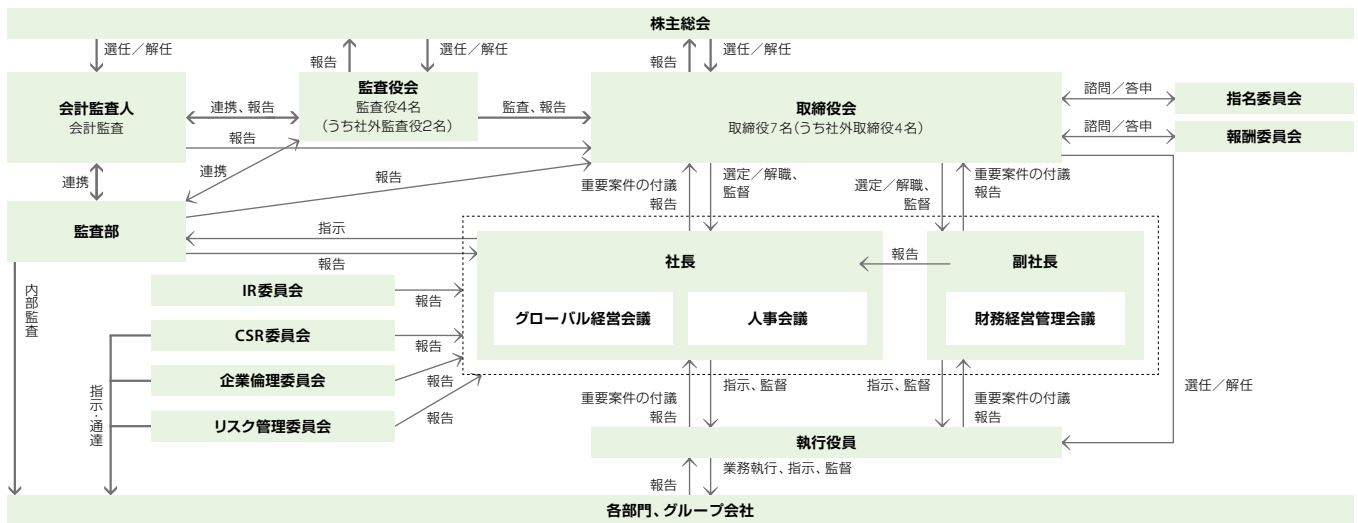 株主総会
選任／解任
報告
選任／解任
報告
選任／解任
会計監査人
会計監査
連携、報告
監査役会
監査役4名
（うち社外監査役2名）
監査、報告
取締役会
取締役7名（うち社外取締役4名）
諮問／答申
指名委員会
諮問／答申
報酬委員会
報告
連携
連携
報告
重要案件の付議
報告
選定／解職、
監督
選定／解職、
監督
重要案件の付議
報告
監査部
指示
報告
社長
報告
副社長
グローバル経営会議
人事会議
財務経営管理会議
内部監査
IR委員会
報告
CSR委員会
報告
企業倫理委員会
報告
リスク管理委員会
報告
指示・通達
重要案件の付議
報告
指示、監督
指示、監督
重要案件の付議
報告
選任／解任
執行役員
報告
業務執行、指示、監督
各部門、グループ会社